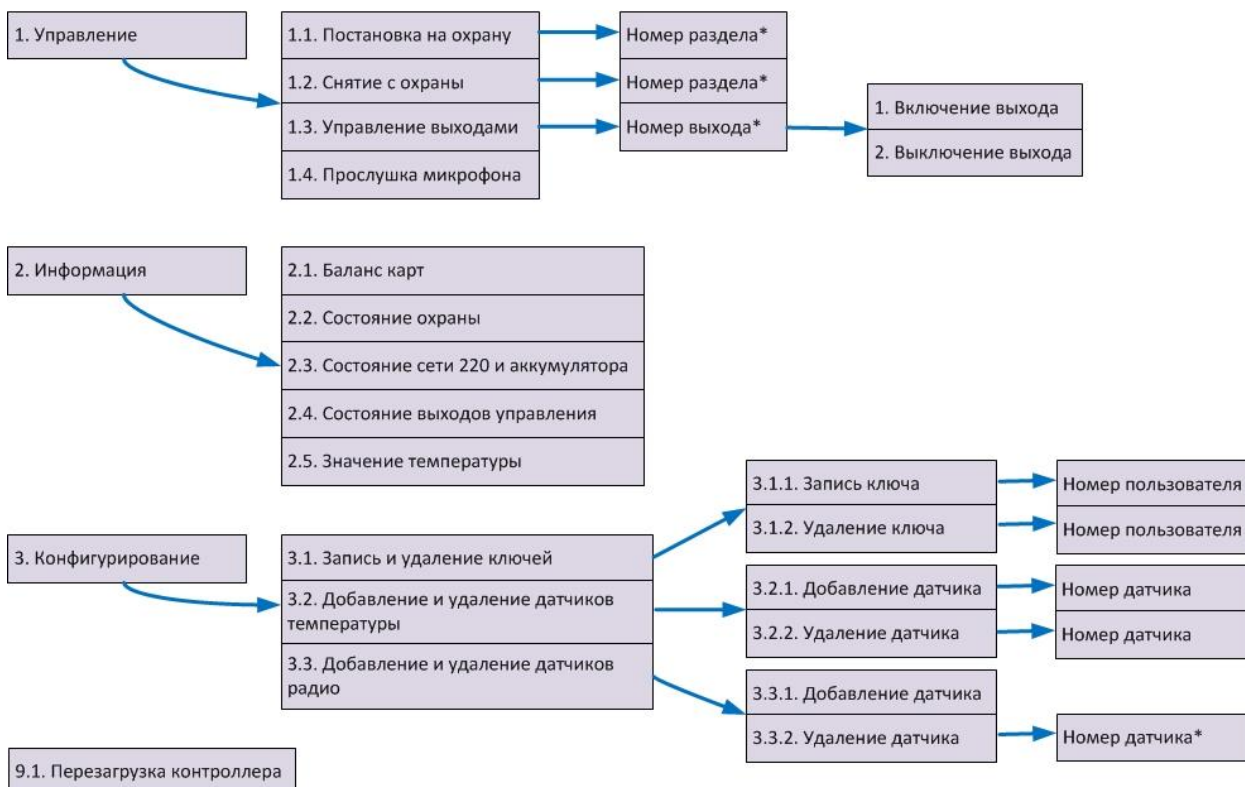 1. Управление
1.1. Постановка на охрану
Номер раздела*
1.2. Снятие с охраны
Номер раздела*
1.3. Управление выходами
Номер выхода*
1. Включение выхода
2. Выключение выхода
1.4. Прослушка микрофона
2. Информация
2.1. Баланс карт
2.2. Состояние охраны
2.3. Состояние сети 220 и аккумулятора
2.4. Состояние выходов управления
2.5. Значение температуры
3. Конфигурирование
3.1. Запись и удаление ключей
3.1.1. Запись ключа
Номер пользователя
3.1.2. Удаление ключа
Номер пользователя
3.2. Добавление и удаление датчиков
температуры
3.2.1. Добавление датчика
Номер датчика
3.2.2. Удаление датчика
Номер датчика
3.3. Добавление и удаление датчиков
радио
3.3.1. Добавление датчика
3.3.2. Удаление датчика
Номер датчика*
9.1. Перезагрузка контроллера